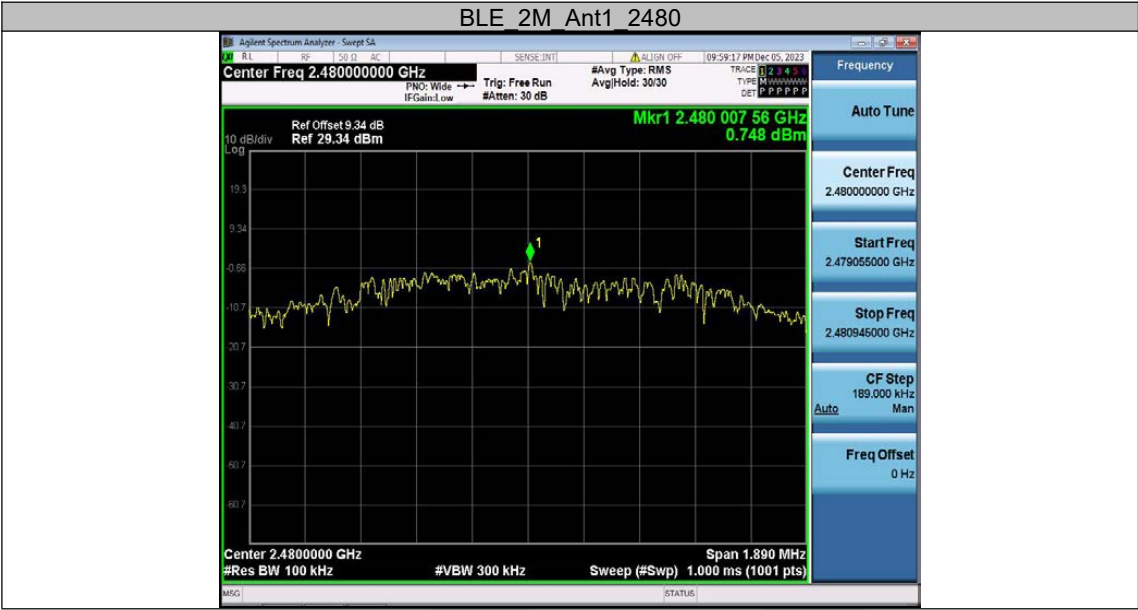 BLE_2M_Ant1_2480
Agilent Spectrum Analyzer - Swept SA
RL RF 50 Ω AC SENSE:INT ALIGN OFF 09:59:17 PM Dec 05, 2023
Center Freq 2.480000000 GHz
PNO: Wide
IFGain:Low
Trig: Free Run
#Atten: 30 dB
#Avg Type: RMS
Avg|Hold: 30/30
TRACE 1 2 3 4 5 6
TYPE M WWWWW
DET P P P P P P
Frequency
Mkr1 2.480 007 56 GHz
0.748 dBm
Ref Offset 9.34 dB
10 dB/div Ref 29.34 dBm
Log
19.3
9.34
-0.66
-10.7
-20.7
-30.7
-40.7
-50.7
-60.7
1
Center 2.4800000 GHz Span 1.890 MHz
#Res BW 100 kHz #VBW 300 kHz Sweep (#Swp) 1.000 ms (1001 pts)
MSG STATUS
Auto Tune
Center Freq
2.480000000 GHz
Start Freq
2.479055000 GHz
Stop Freq
2.480945000 GHz
CF Step
189.000 kHz
Auto Man
Freq Offset
0 Hz